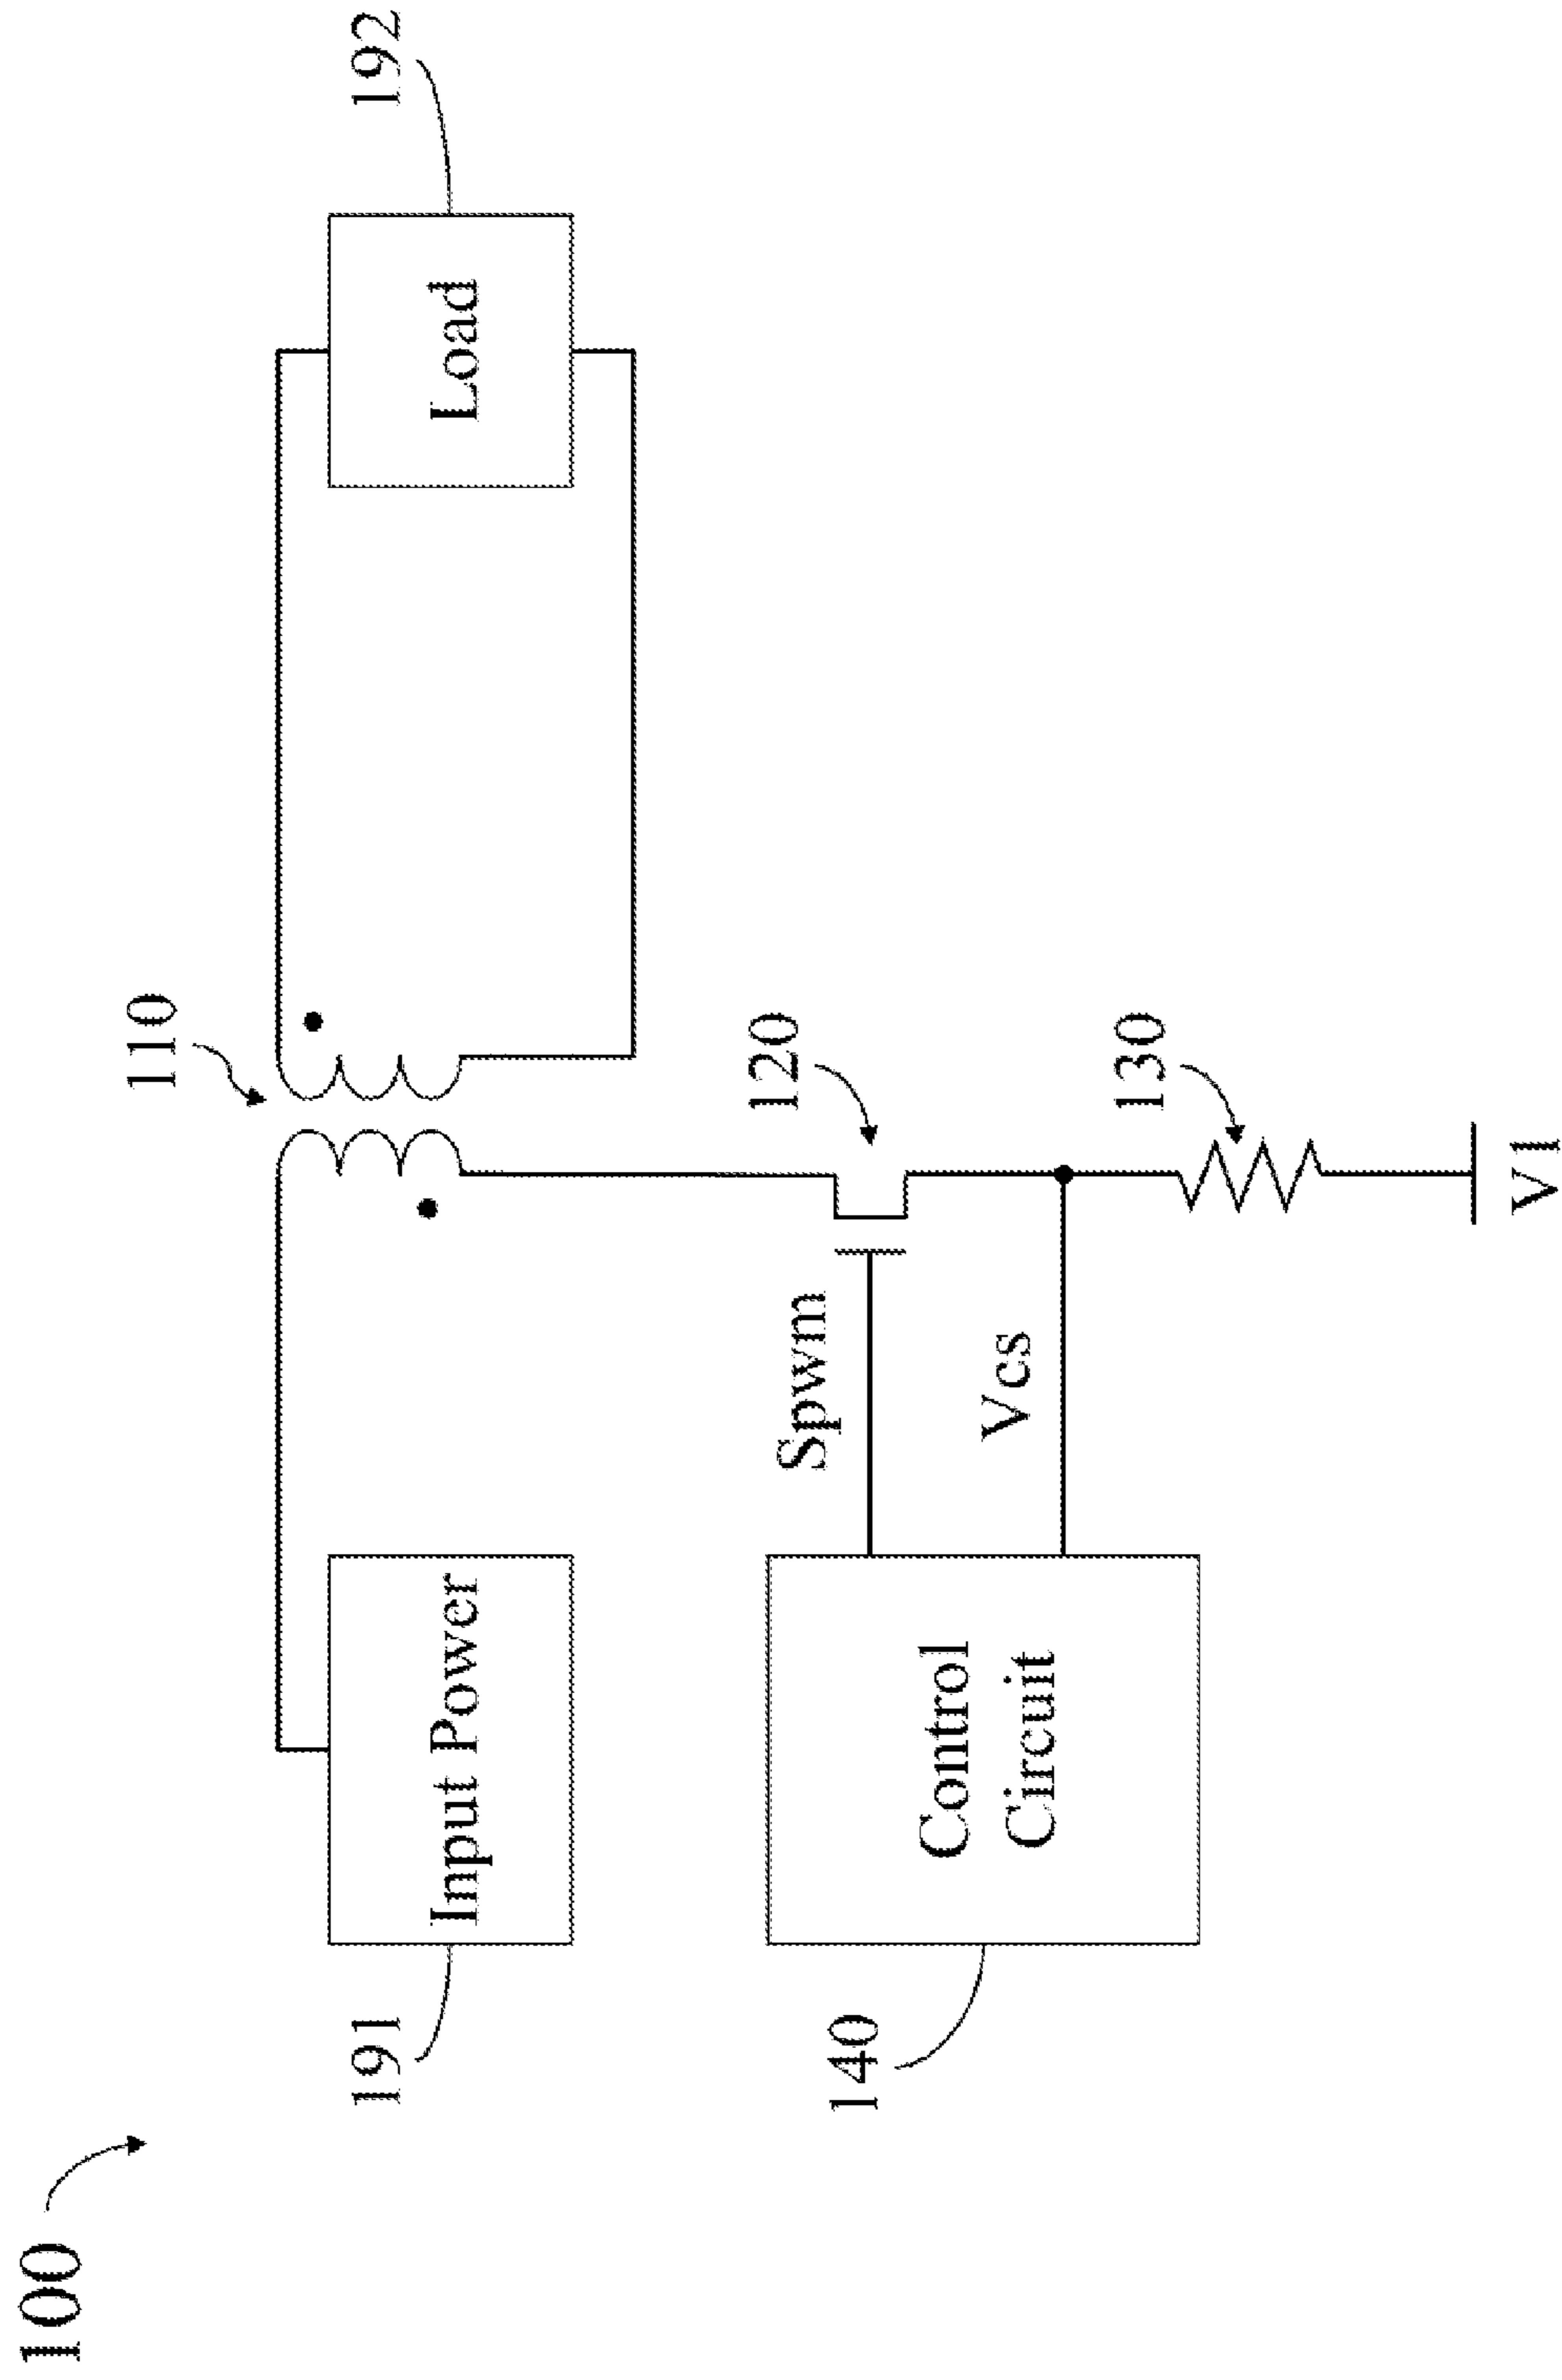 100
110
191
Input Power
Load
192
Spwm
120
140
Control
Circuit
Vcs
130
V1